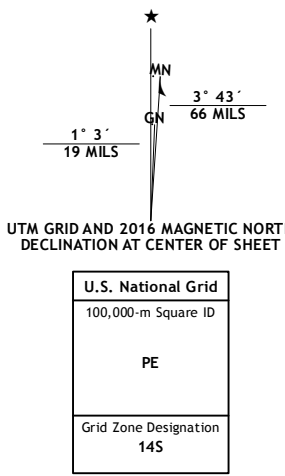 ★
MN
GN
3° 43´
66 MILS
1° 3´
19 MILS
UTM GRID AND 2016 MAGNETIC NORT
DECLINATION AT CENTER OF SHEET
U.S. National Grid
100,000-m Square ID
PE
Grid Zone Designation
14S